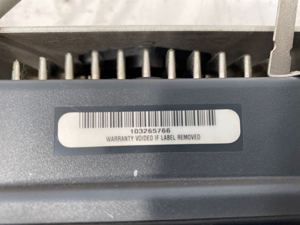 103265766
WARRANTY VOIDED IF LABEL REMOVED